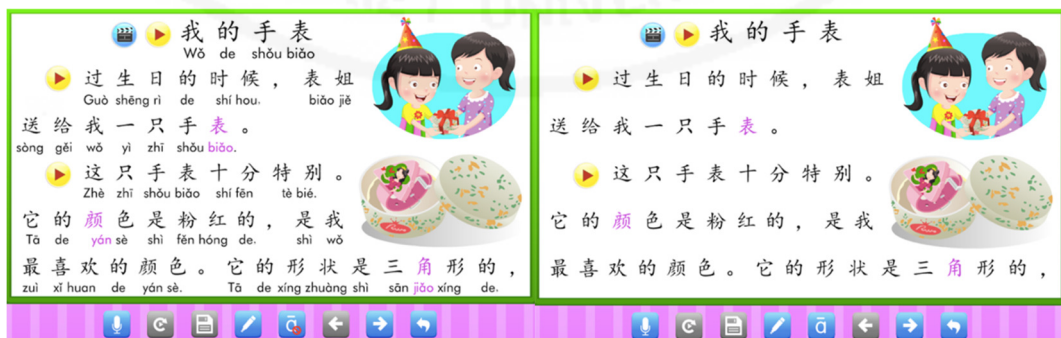 我的手表
Wǒ de shǒu biǎo
过生日的时候，表姐
Guò shēng rì de shí hou. biǎo jiě
送给我一只手表。
sòng gěi wǒ yì zhī shǒu biǎo.
这只手表十分特别。
Zhè zhī shǒu biǎo shí fēn tè bié.
它的颜色是粉红的，是我
Tā de yán sè shì fěn hóng de. shì wǒ
最喜欢的颜色。它的形状是三角形的，
zuì xǐ huan de yán sè. Tā de xíng zhuàng shì sān jiǎo xíng de.
ā
我的手表
过生日的时候，表姐
送给我一只手表。
这只手表十分特别。
它的颜色是粉红的，是我
最喜欢的颜色。它的形状是三角形的，
ā